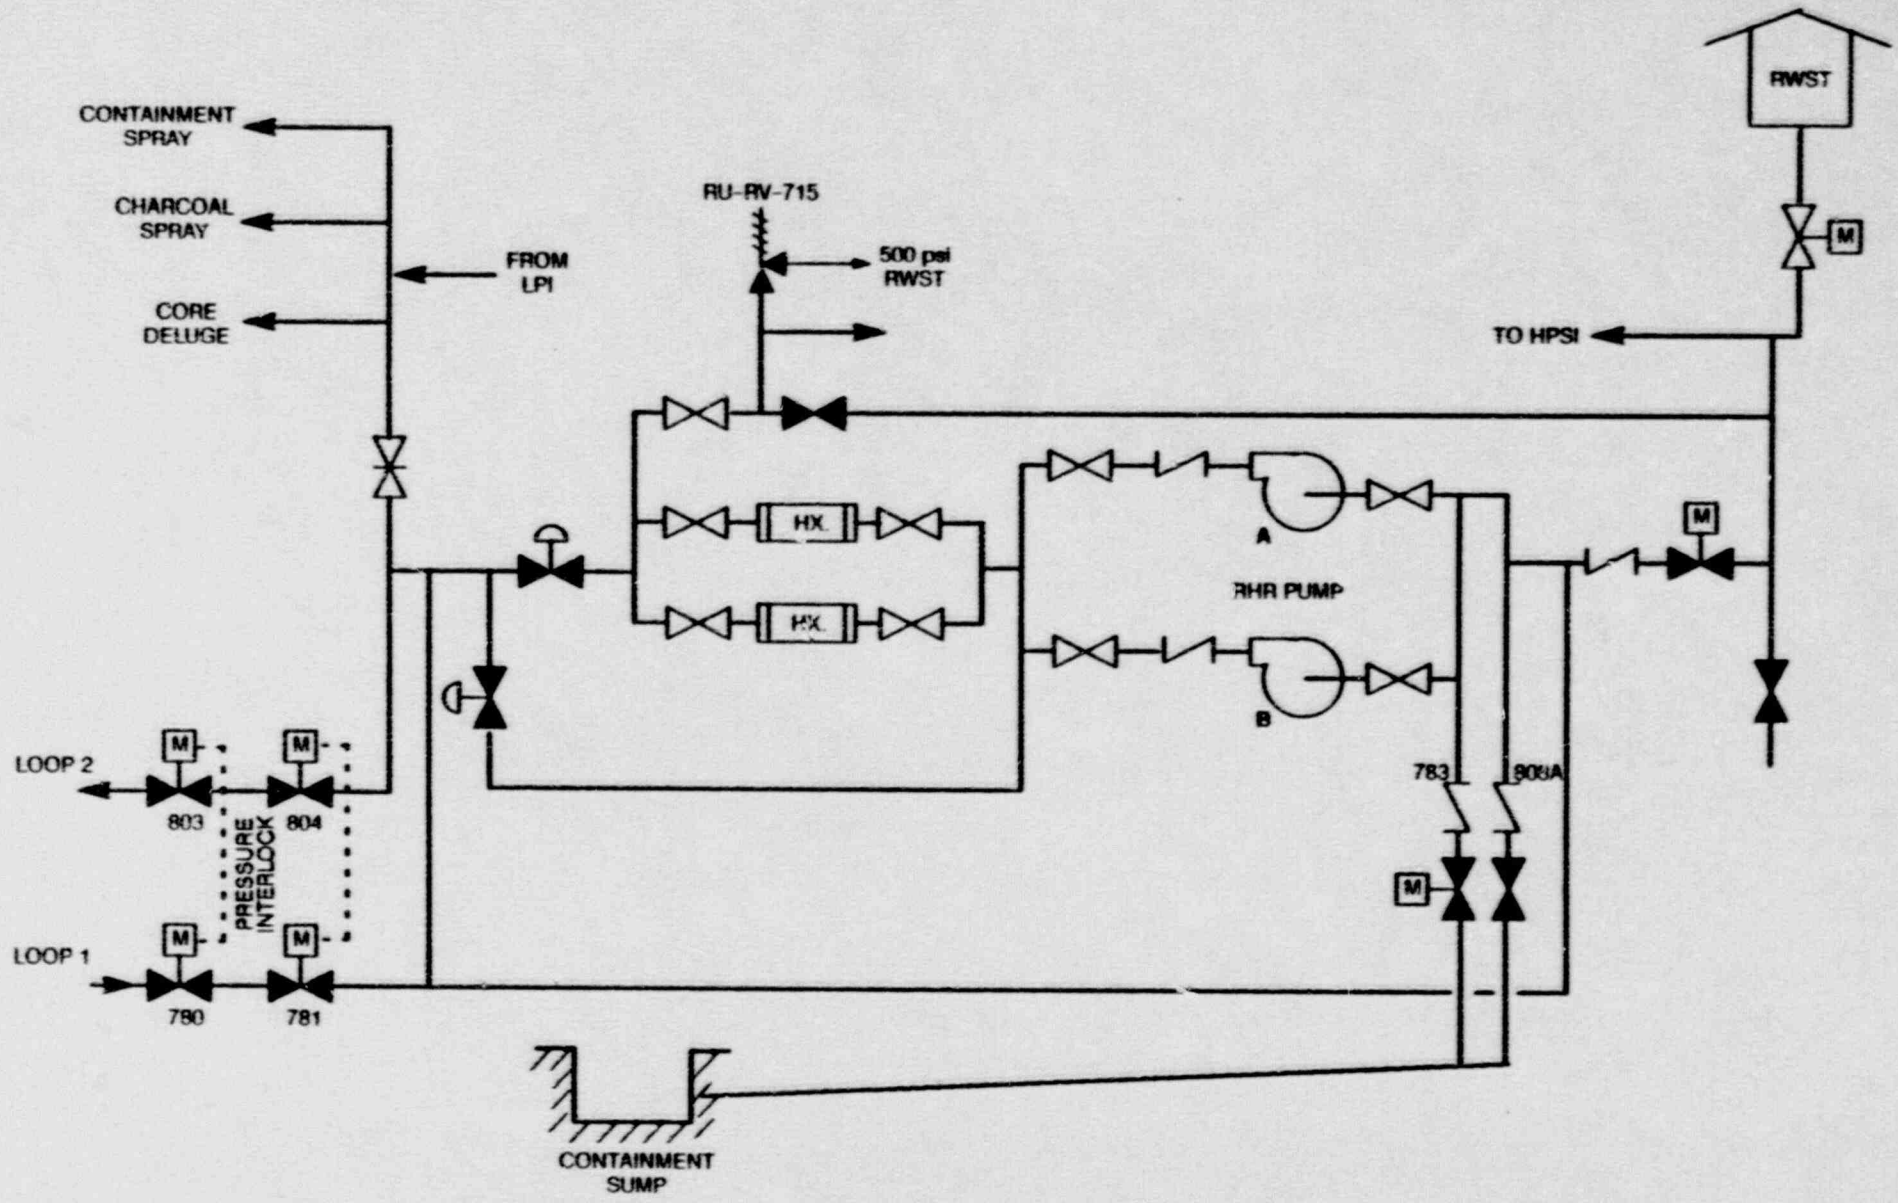 RWST
CONTAINMENT
SPRAY
CHARCOAL
SPRAY
RU-RV-715
M
FROM
LPI
500 psi
RWST
CORE
DELUGE
TO HPSI
HX.
M
A
RHR PUMP
HX.
B
LOOP 2
M
M
783
808A
803
804
PRESSURE
INTERLOCK
M
LOOP 1
M
M
780
781
CONTAINMENT
SUMP